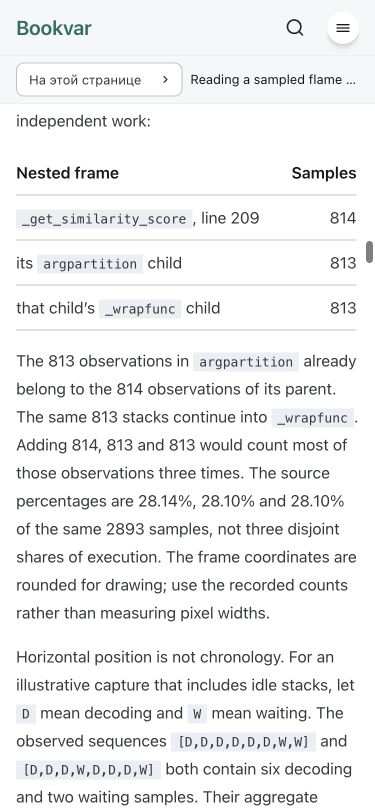 Bookvar
На этой странице
Reading a sampled flame ...
independent work:
Nested frame Samples
_get_similarity_score , line 209 814
its argpartition child 813
that child’s _wrapfunc child 813
The 813 observations in argpartition already
belong to the 814 observations of its parent.
The same 813 stacks continue into _wrapfunc .
Adding 814, 813 and 813 would count most of
those observations three times. The source
percentages are 28.14%, 28.10% and 28.10%
of the same 2893 samples, not three disjoint
shares of execution. The frame coordinates are
rounded for drawing; use the recorded counts
rather than measuring pixel widths.
Horizontal position is not chronology. For an
illustrative capture that includes idle stacks, let
D mean decoding and W mean waiting. The
observed sequences [D,D,D,D,D,D,W,W] and
[D,D,D,W,D,D,D,W] both contain six decoding
and two waiting samples. Their aggregate